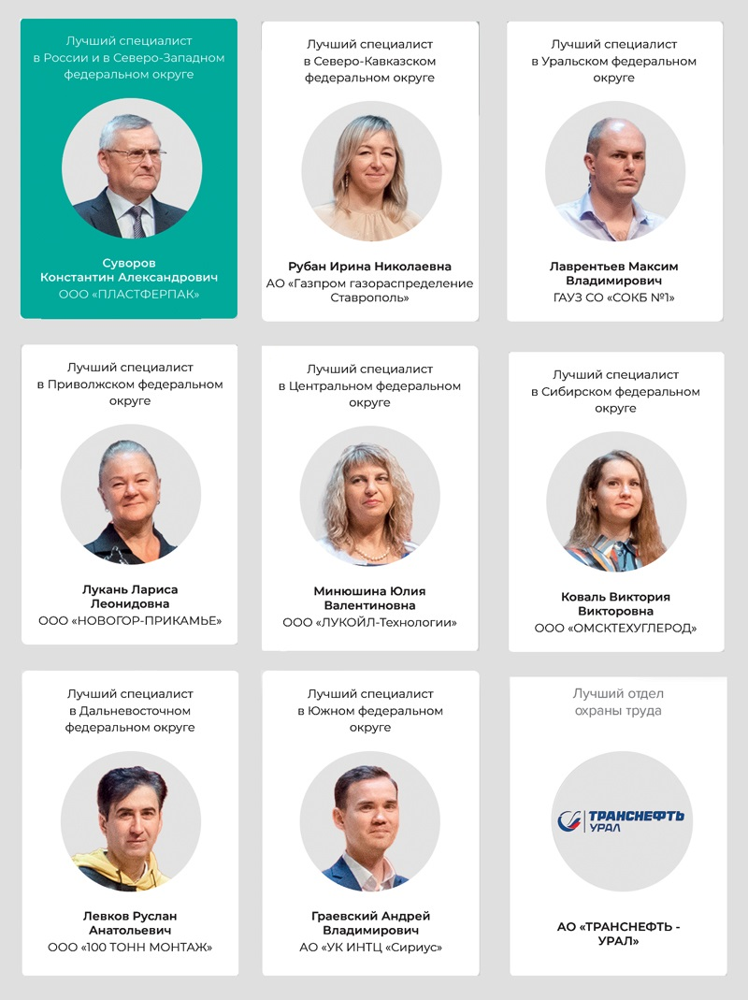 Лучший специалист
в России и в Северо-Западном
федеральном округе
Суворов
Константин Александрович
ООО «ПЛАСТФЕРПАК»
Лучший специалист
в Северо-Кавказском
федеральном округе
Рубан Ирина Николаевна
АО «Газпром газораспределение
Ставрополь»
Лучший специалист
в Уральском федеральном
округе
Лаврентьев Максим
Владимирович
ГАУЗ СО «СОКБ №1»
Лучший специалист
в Приволжском федеральном
округе
Лукань Лариса
Леонидовна
ООО «НОВОГОР-ПРИКАМЬЕ»
Лучший специалист
в Центральном федеральном
округе
Минюшина Юлия
Валентиновна
ООО «ЛУКОЙЛ-Технологии»
Лучший специалист
в Сибирском федеральном
округе
Коваль Виктория
Викторовна
ООО «ОМСКТЕХУГЛЕРОД»
Лучший специалист
в Дальневосточном
федеральном округе
Левков Руслан
Анатольевич
ООО «100 ТОНН МОНТАЖ»
Лучший специалист
в Южном федеральном
округе
Граевский Андрей
Владимирович
АО «УК ИНТЦ «Сириус»
Лучший отдел
охраны труда
ТРАНСНЕФТЬ
УРАЛ
АО «ТРАНСНЕФТЬ -
УРАЛ»